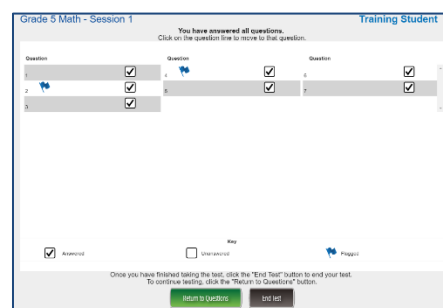 Grade 5 Math - Session 1
Training Student
You have answered all questions.
Click on the question line to move to that question.
Question
Question
Question
1
4
6
2
5
7
3
Key
Answered
Unanswered
Flagged
Once you have finished taking the test, click the "End Test" button to end your test.
To continue testing, click the "Return to Questions" button.
Return to Questions
End Test